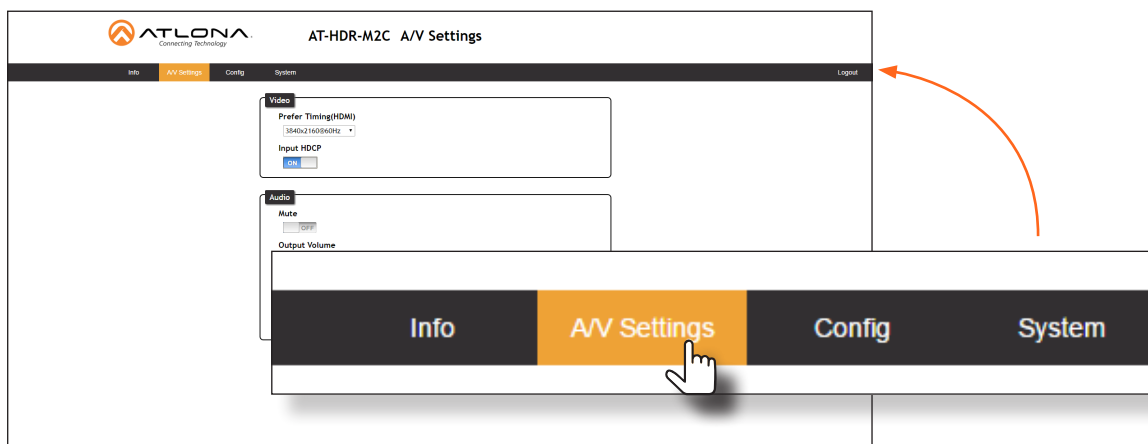 ATLONA.
Connecting Technology
AT-HDR-M2C A/V Settings
Info A/V Settings Config System Logout
Video
Prefer Timing(HDMI)
3840x2160@60Hz
Input HDCP
ON
Audio
Mute
OFF
Output Volume
Info A/V Settings Config System